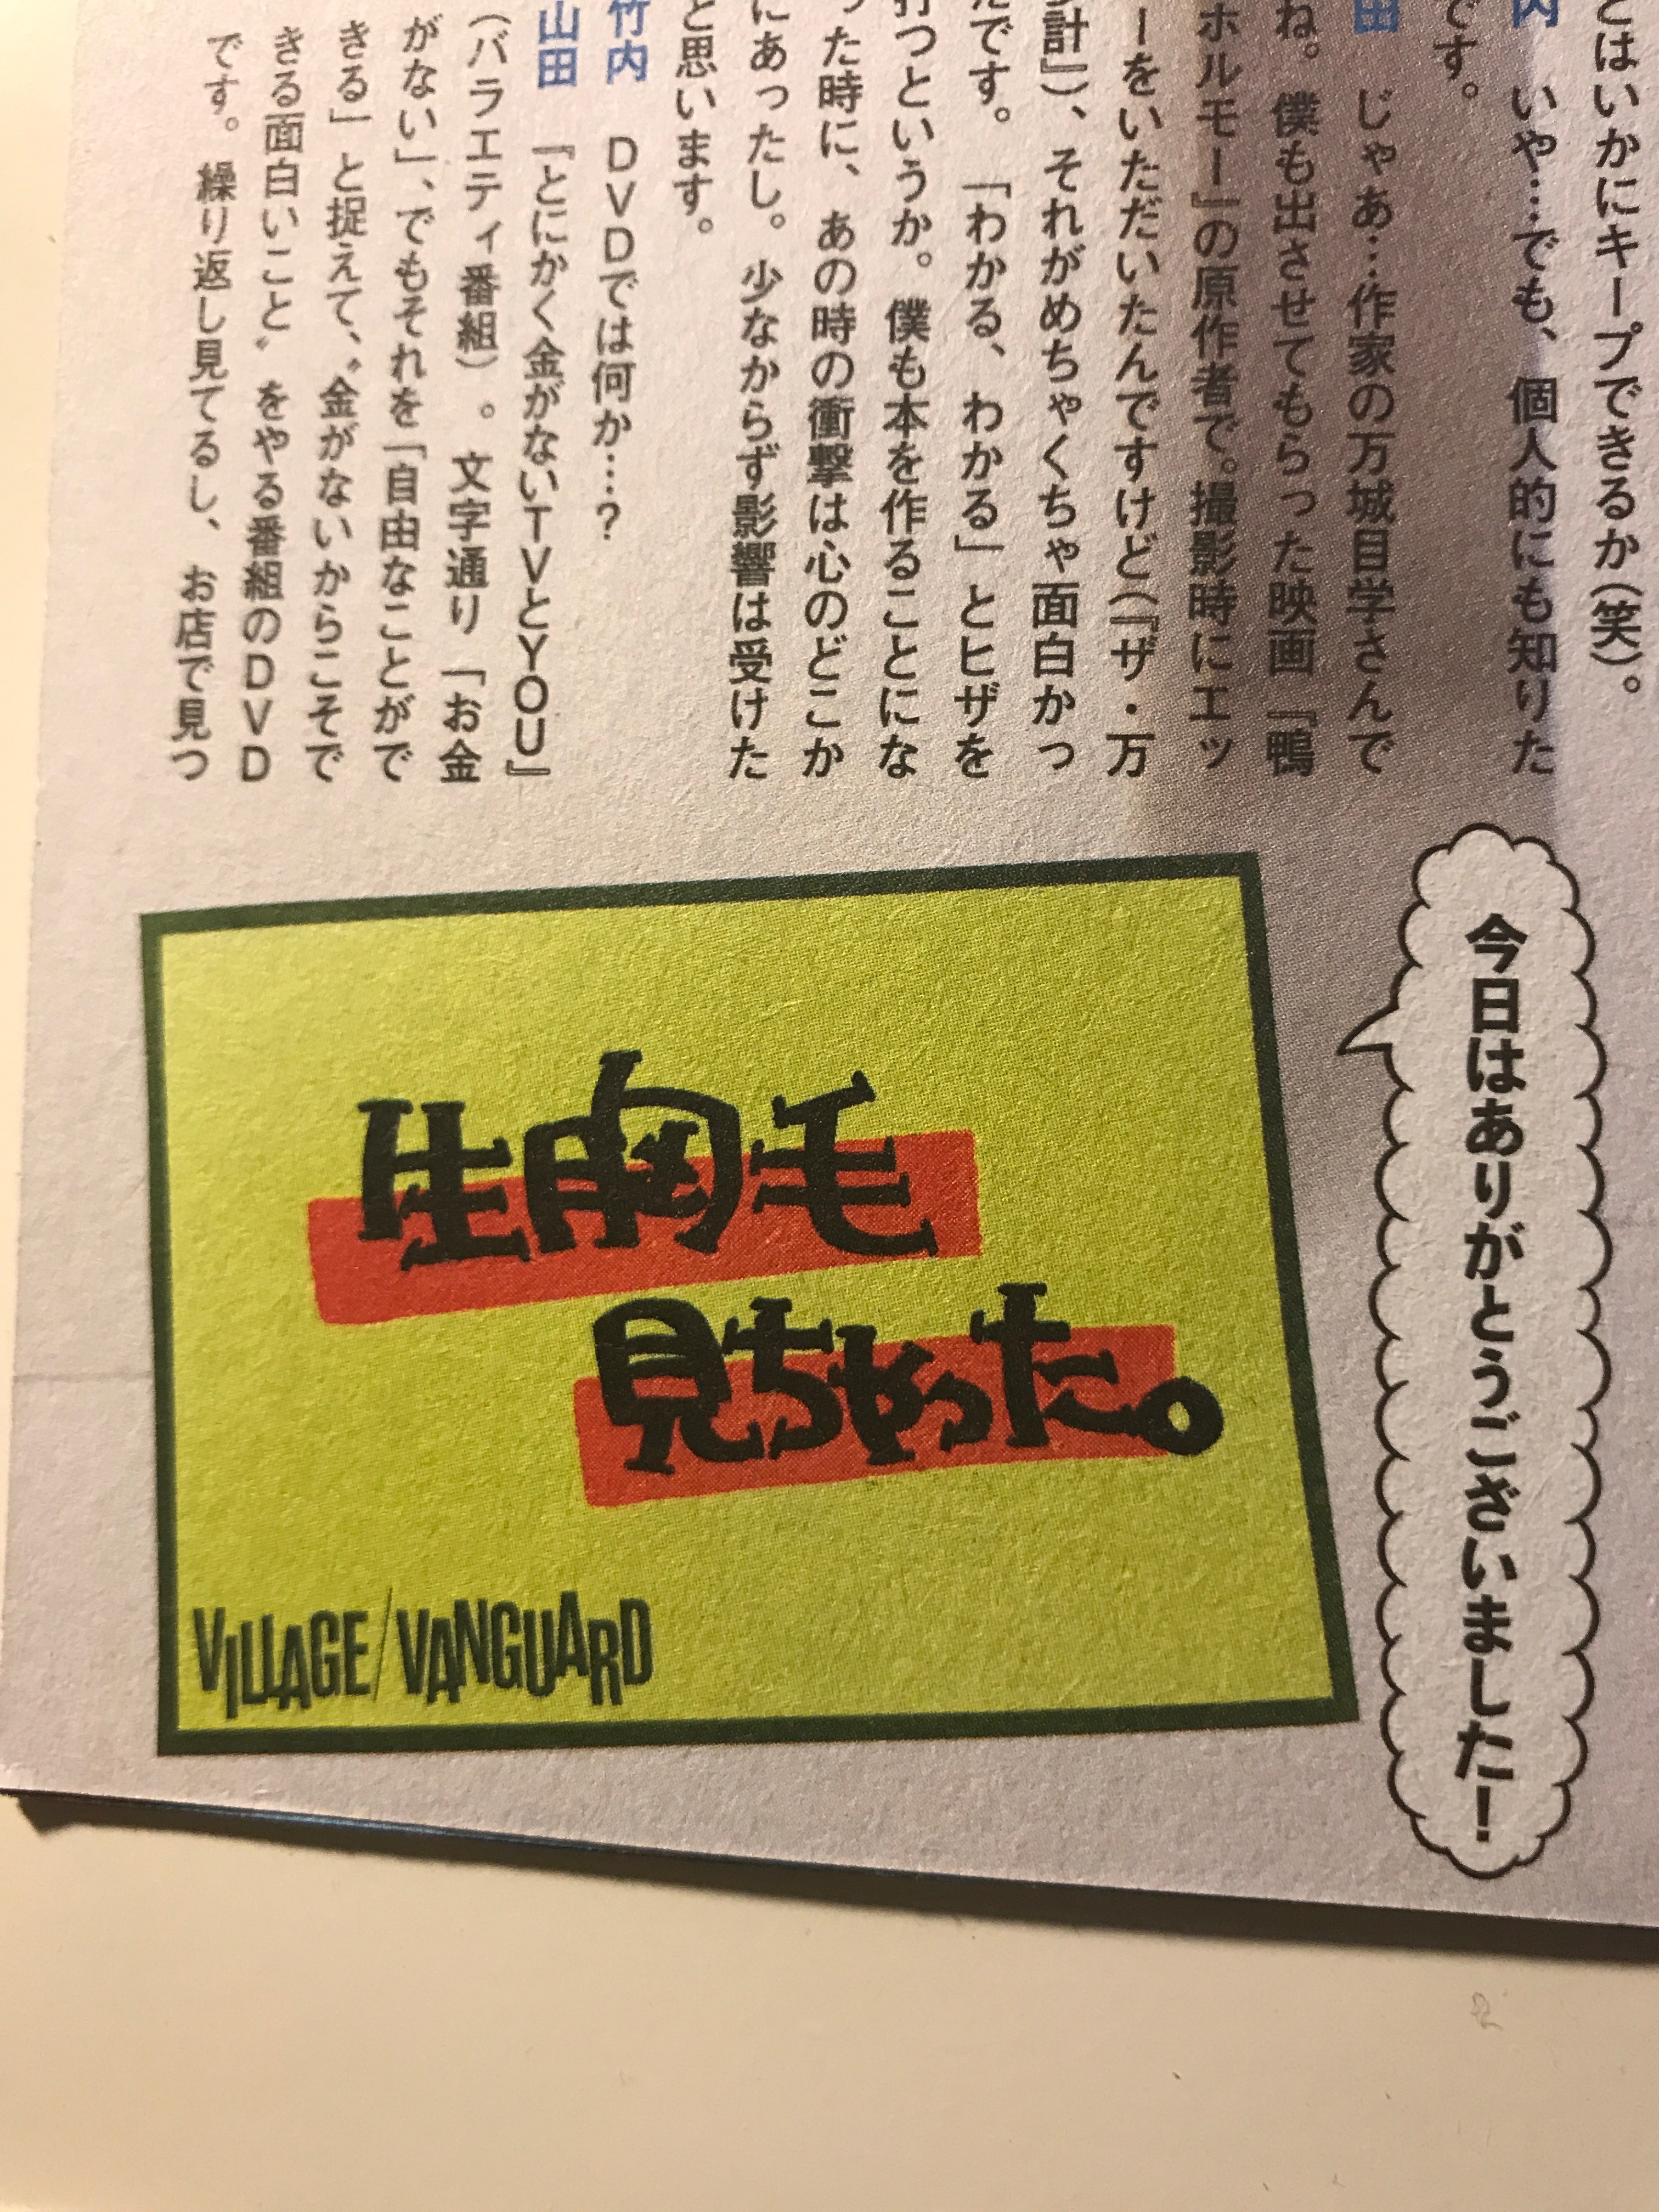 とはいかにキープできるか（笑）。
内　いや…でも、個人的にも知りた
です。
田　じゃあ…作家の万城目学さんで
ね。僕も出させてもらった映画『鴨
ホルモー』の原作者で。撮影時にエッ
ーをいただいたんですけど（『ザ・万
計』）、それがめちゃくちゃ面白かっ
たです。「わかる、わかる」とヒザを
打つというか。僕も本を作ることにな
った時に、あの時の衝撃は心のどこか
にあったし。少なからず影響は受けた
と思います。
竹内　ＤＶＤでは何か…？
山田　『とにかく金がないＴＶとＹＯＵ』
（バラエティ番組）。文字通り「お金
がない」、でもそれを「自由なことがで
きる」と捉えて、〝金がないからこそで
きる面白いこと〟をやる番組のＤＶＤ
です。繰り返し見てるし、お店で見つ
今日はありがとうございました！
生胸毛
見ちゃった。
VILLAGE/VANGUARD